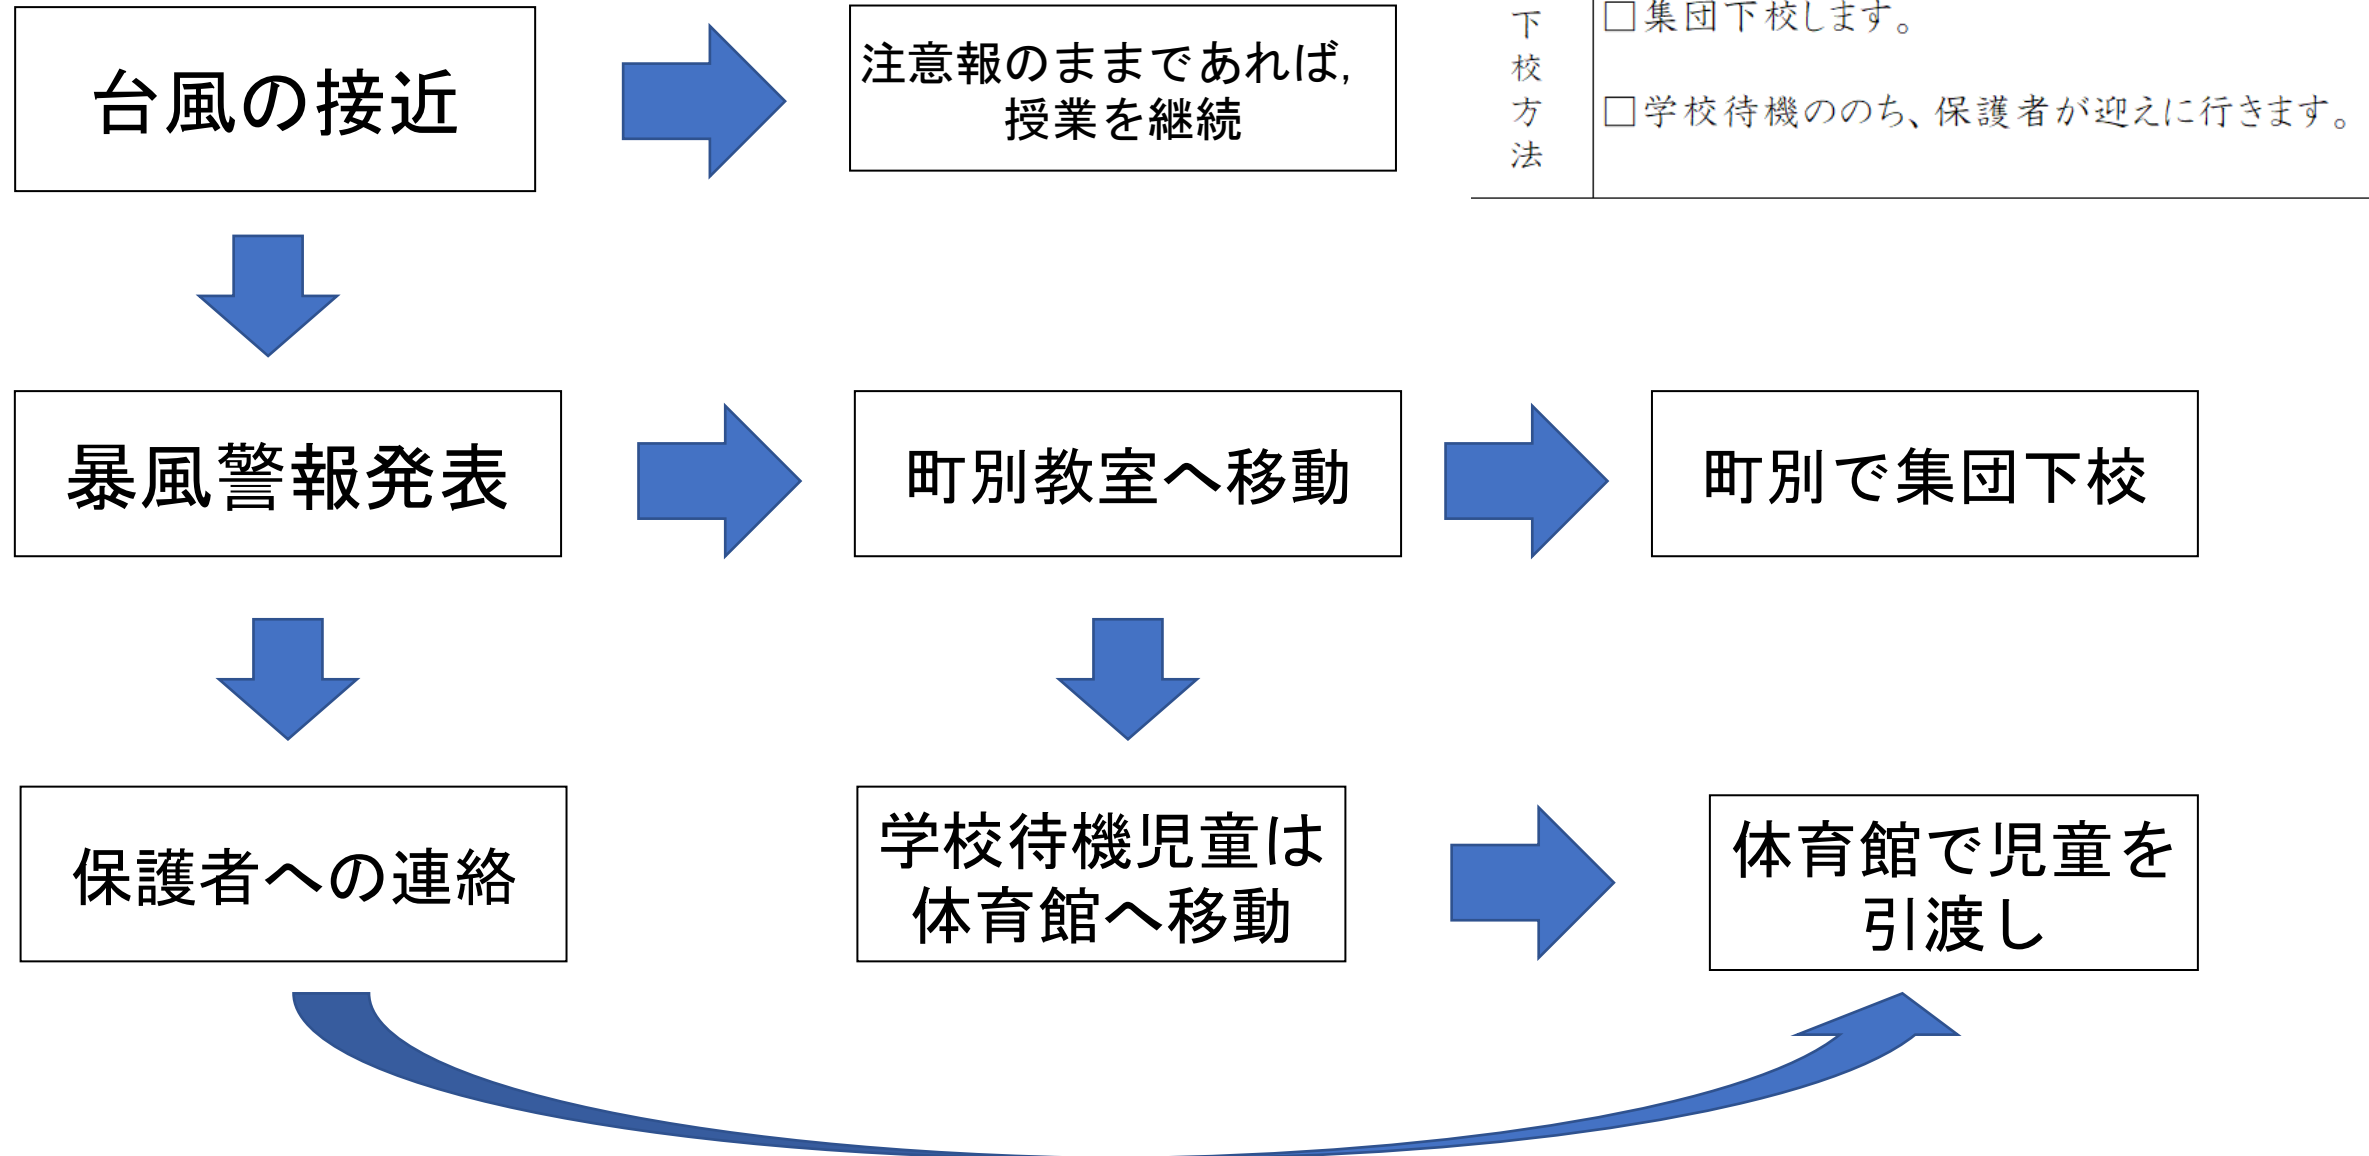 台風の接近
注意報のままであれば,
授業を継続
下校方法
□集団下校します。
□学校待機ののち、保護者が迎えに行きます。
暴風警報発表
町別教室へ移動
町別で集団下校
保護者への連絡
学校待機児童は
体育館へ移動
体育館で児童を
引渡し